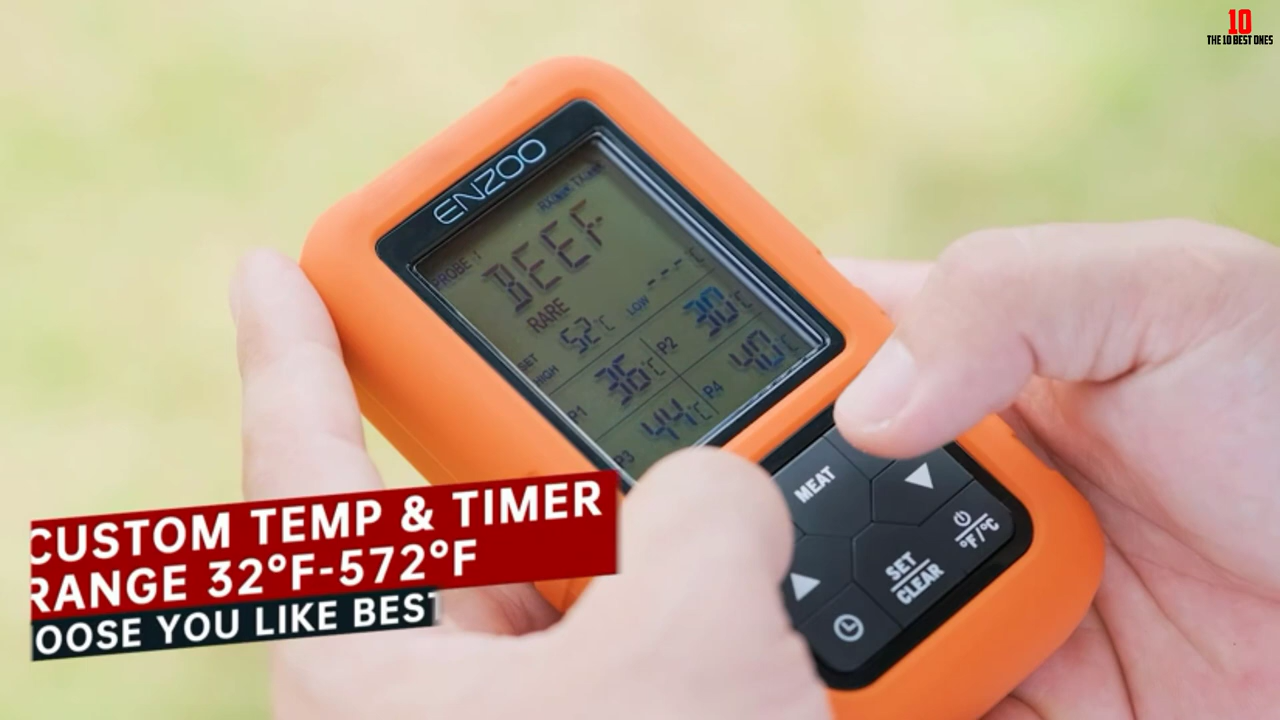 10
THE 10 BEST ONES
ENZOO
PROBE 1
BEEF
RARE
SET HIGH 52°C LOW ---°C
P1 36°C P2 30°C
P3 44°C P4 40°C
MEAT
▼
▲
SET
CLEAR
°F/°C
CUSTOM TEMP & TIMER
RANGE 32°F-572°F
OOSE YOU LIKE BEST